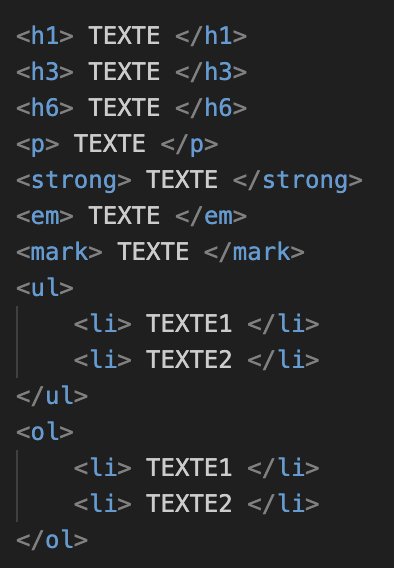 <h1> TEXTE </h1>
<h3> TEXTE </h3>
<h6> TEXTE </h6>
<p> TEXTE </p>
<strong> TEXTE </strong>
<em> TEXTE </em>
<mark> TEXTE </mark>
<ul>
    <li> TEXTE1 </li>
    <li> TEXTE2 </li>
</ul>
<ol>
    <li> TEXTE1 </li>
    <li> TEXTE2 </li>
</ol>